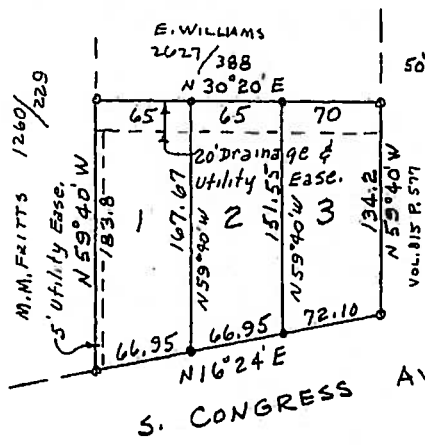 E. WILLIAMS
2627/388
50'
N 30°20' E
65 65 70
20' Drainage &
Utility Ease.
M.M. FRITTS 1260/229
5' Utility Ease.
N 59°40' W
183.8
1
167.67
N 59°40' W
2
151.55
N 59°40' W
3
134.2
N 59°40' W
VOL. 815 P. 577
66.95 66.95 72.10
N 16°24' E
S. CONGRESS AV